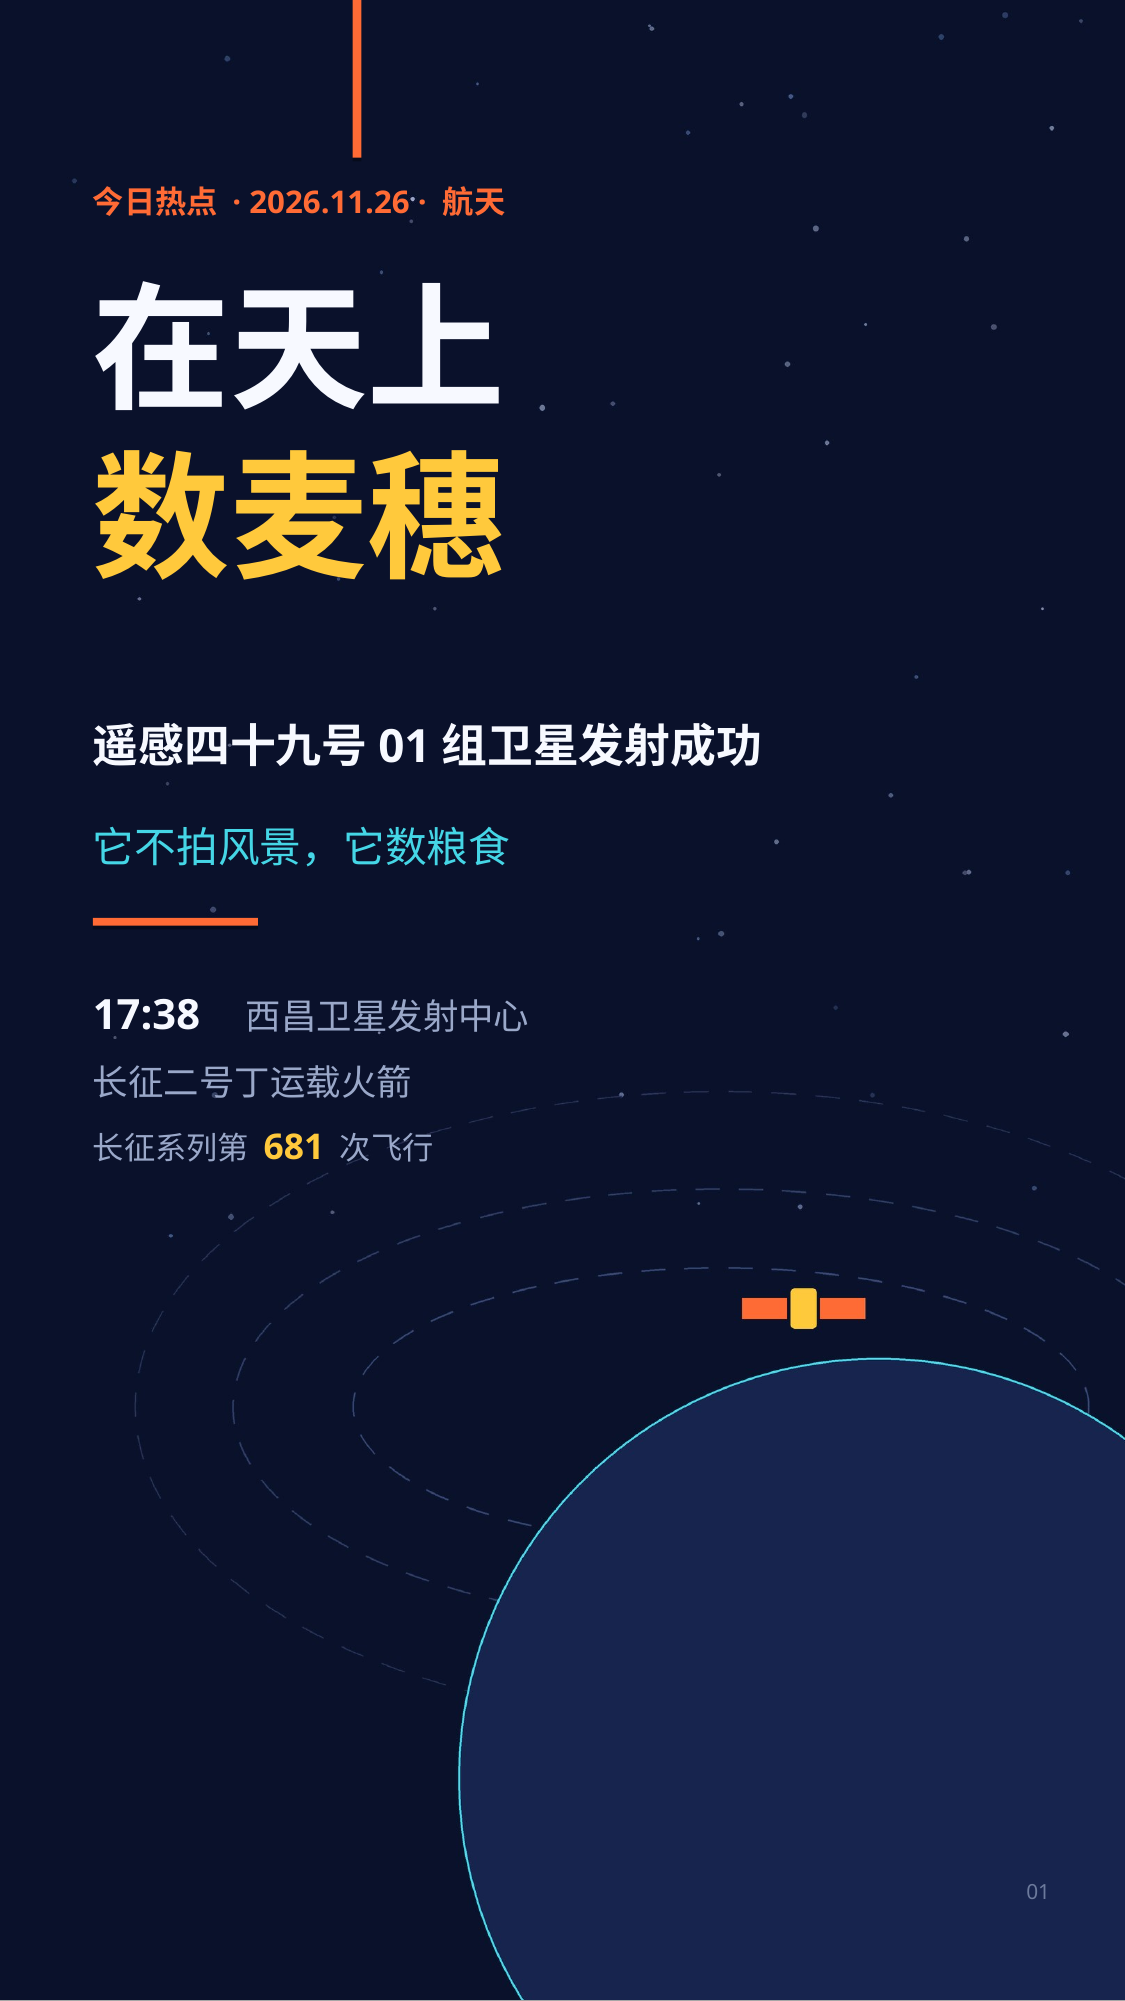 今日热点 · 2026.11.26 · 航天
在天上
数麦穗
遥感四十九号 01 组卫星发射成功
它不拍风景，它数粮食
17:38 西昌卫星发射中心
长征二号丁运载火箭
长征系列第 681 次飞行
01